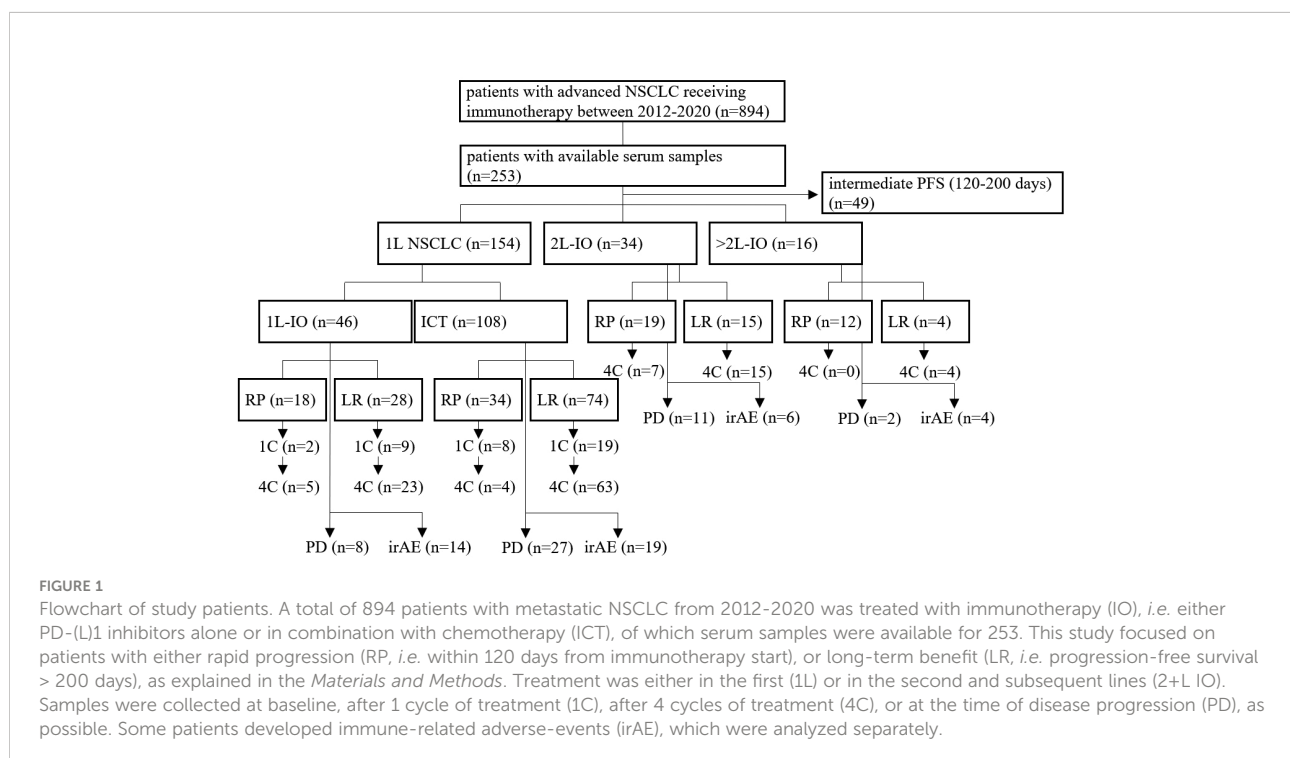 patients with advanced NSCLC receiving
immunotherapy between 2012-2020 (n=894)
patients with available serum samples
(n=253)
intermediate PFS (120-200 days)
(n=49)
1L NSCLC (n=154)
2L-IO (n=34)
>2L-IO (n=16)
1L-IO (n=46)
ICT (n=108)
RP (n=19)
LR (n=15)
RP (n=12)
LR (n=4)
4C (n=7)
4C (n=15)
4C (n=0)
4C (n=4)
RP (n=18)
LR (n=28)
RP (n=34)
LR (n=74)
PD (n=11)
irAE (n=6)
PD (n=2)
irAE (n=4)
1C (n=2)
1C (n=9)
1C (n=8)
1C (n=19)
4C (n=5)
4C (n=23)
4C (n=4)
4C (n=63)
PD (n=8)
irAE (n=14)
PD (n=27)
irAE (n=19)
FIGURE 1
Flowchart of study patients. A total of 894 patients with metastatic NSCLC from 2012-2020 was treated with immunotherapy (IO), i.e. either
PD-(L)1 inhibitors alone or in combination with chemotherapy (ICT), of which serum samples were available for 253. This study focused on
patients with either rapid progression (RP, i.e. within 120 days from immunotherapy start), or long-term benefit (LR, i.e. progression-free survival
> 200 days), as explained in the Materials and Methods. Treatment was either in the first (1L) or in the second and subsequent lines (2+L IO).
Samples were collected at baseline, after 1 cycle of treatment (1C), after 4 cycles of treatment (4C), or at the time of disease progression (PD), as
possible. Some patients developed immune-related adverse-events (irAE), which were analyzed separately.